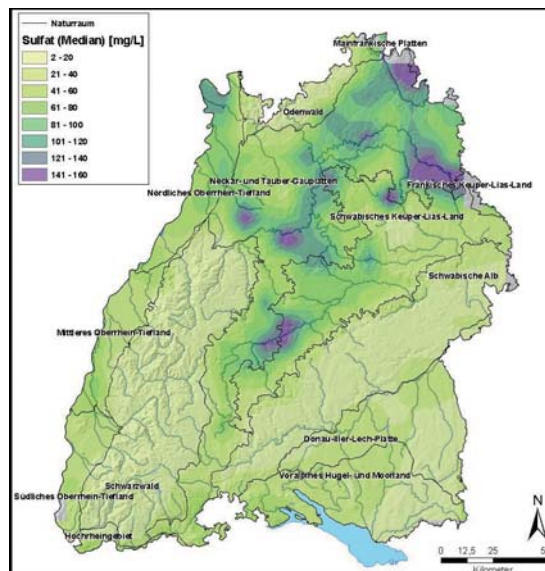 Naturraum
Sulfat (Median) [mg/L]
2 - 20
21 - 40
41 - 60
61 - 80
81 - 100
101 - 120
121 - 140
141 - 160
Mainfränkische Platten
Odenwald
Neckar- und Tauber-Gäuplatten
Nördliches Oberrhein-Tiefland
Fränkisches Keuper-Lias-Land
Schwäbisches Keuper-Lias-Land
Schwäbische Alb
Mittleres Oberrhein-Tiefland
Donau-Iller-Lech-Platte
Schwarzwald
Voralpines Hügel- und Moorland
Südliches Oberrhein-Tiefland
Hochrheingebiet
N
0 12,5 25
Kilometer